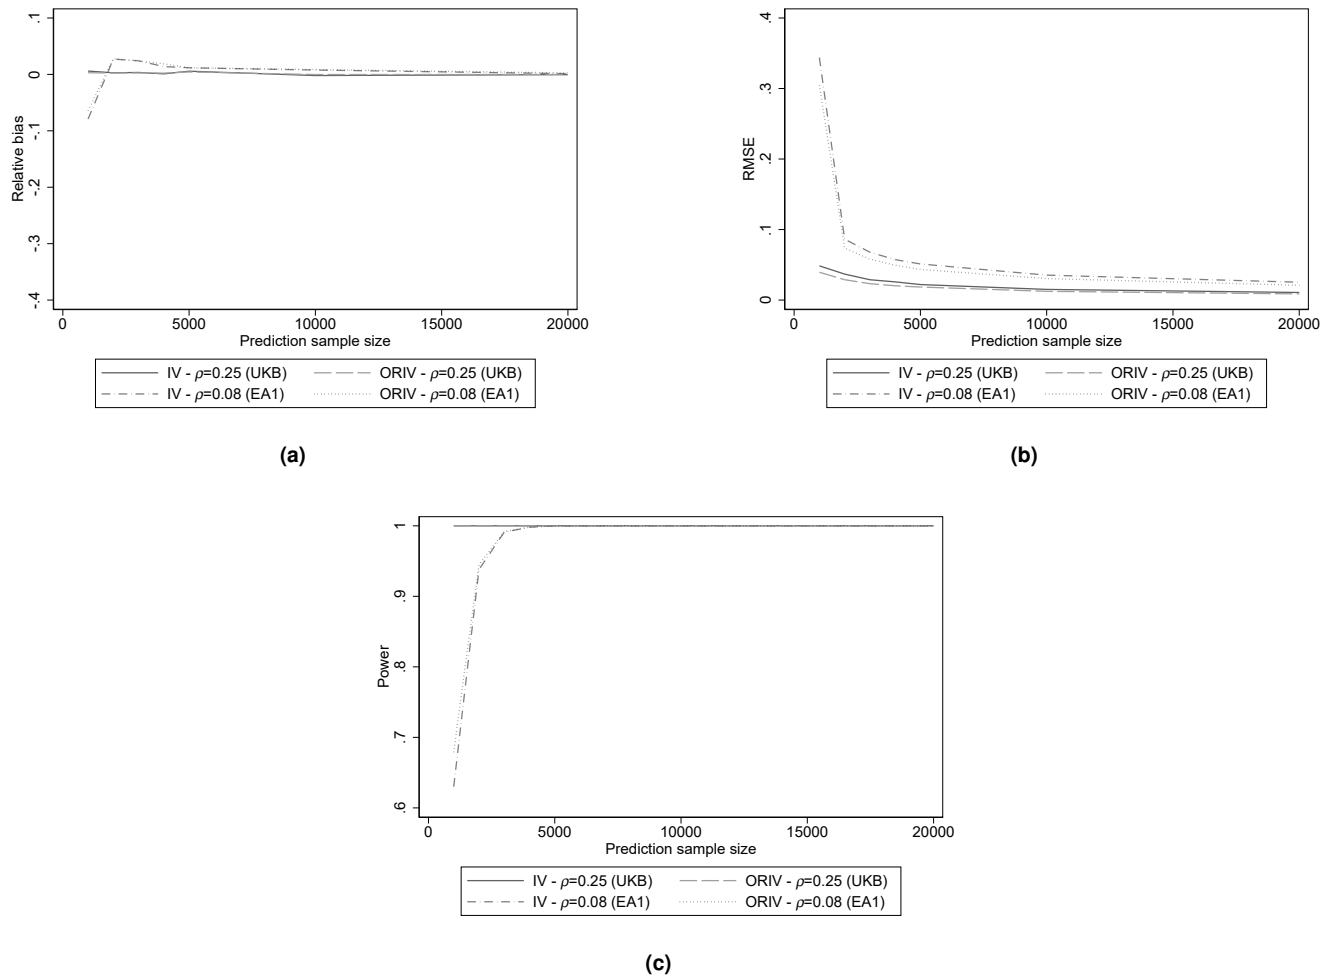 .1
0
-.1
-.2
-.3
-.4
Relative bias
0 5000 10000 15000 20000
Prediction sample size
IV - ρ=0.25 (UKB) ORIV - ρ=0.25 (UKB)
IV - ρ=0.08 (EA1) ORIV - ρ=0.08 (EA1)
(a)
.4
.3
.2
.1
0
RMSE
0 5000 10000 15000 20000
Prediction sample size
IV - ρ=0.25 (UKB) ORIV - ρ=0.25 (UKB)
IV - ρ=0.08 (EA1) ORIV - ρ=0.08 (EA1)
(b)
1
.9
.8
.7
.6
Power
0 5000 10000 15000 20000
Prediction sample size
IV - ρ=0.25 (UKB) ORIV - ρ=0.25 (UKB)
IV - ρ=0.08 (EA1) ORIV - ρ=0.08 (EA1)
(c)